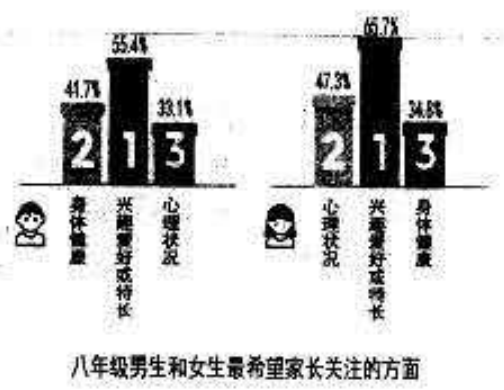 55.4%
41.7%
33.1%
2 1 3
身体健康
兴趣爱好或特长
心理状况
65.7%
47.3%
34.8%
2 1 3
心理状况
兴趣爱好或特长
身体健康
八年级男生和女生最希望家长关注的方面